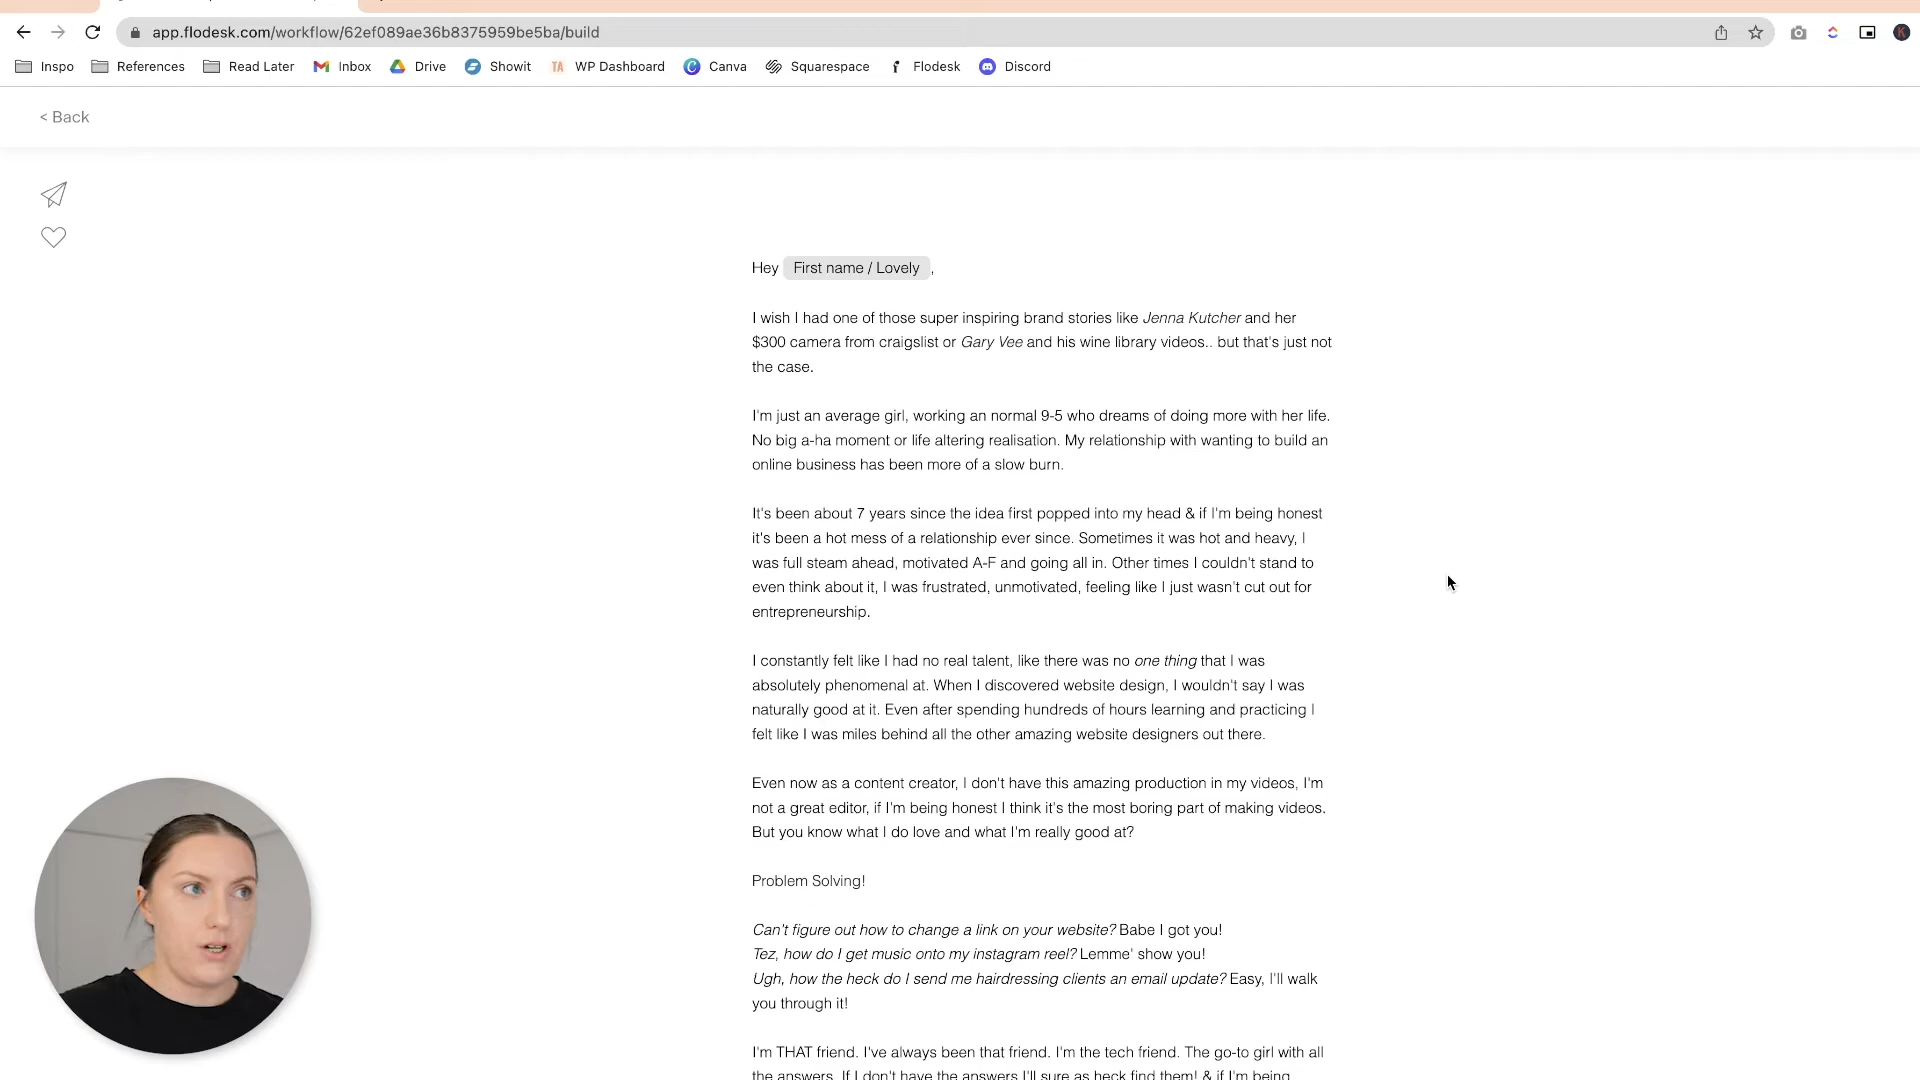 app.flodesk.com/workflow/62ef089ae36b8375959be5ba/build
K
Inspo
References
Read Later
Inbox
Drive
Showit
TA WP Dashboard
Canva
Squarespace
Flodesk
Discord
< Back
Hey First name / Lovely ,
I wish I had one of those super inspiring brand stories like Jenna Kutcher and her
$300 camera from craigslist or Gary Vee and his wine library videos.. but that's just not
the case.
I'm just an average girl, working an normal 9-5 who dreams of doing more with her life.
No big a-ha moment or life altering realisation. My relationship with wanting to build an
online business has been more of a slow burn.
It's been about 7 years since the idea first popped into my head & if I'm being honest
it's been a hot mess of a relationship ever since. Sometimes it was hot and heavy, I
was full steam ahead, motivated A-F and going all in. Other times I couldn't stand to
even think about it, I was frustrated, unmotivated, feeling like I just wasn't cut out for
entrepreneurship.
I constantly felt like I had no real talent, like there was no one thing that I was
absolutely phenomenal at. When I discovered website design, I wouldn't say I was
naturally good at it. Even after spending hundreds of hours learning and practicing I
felt like I was miles behind all the other amazing website designers out there.
Even now as a content creator, I don't have this amazing production in my videos, I'm
not a great editor, if I'm being honest I think it's the most boring part of making videos.
But you know what I do love and what I'm really good at?
Problem Solving!
Can't figure out how to change a link on your website? Babe I got you!
Tez, how do I get music onto my instagram reel? Lemme' show you!
Ugh, how the heck do I send me hairdressing clients an email update? Easy, I'll walk
you through it!
I'm THAT friend. I've always been that friend. I'm the tech friend. The go-to girl with all
the answers. If I don't have the answers I'll sure as heck find them! & if I'm being